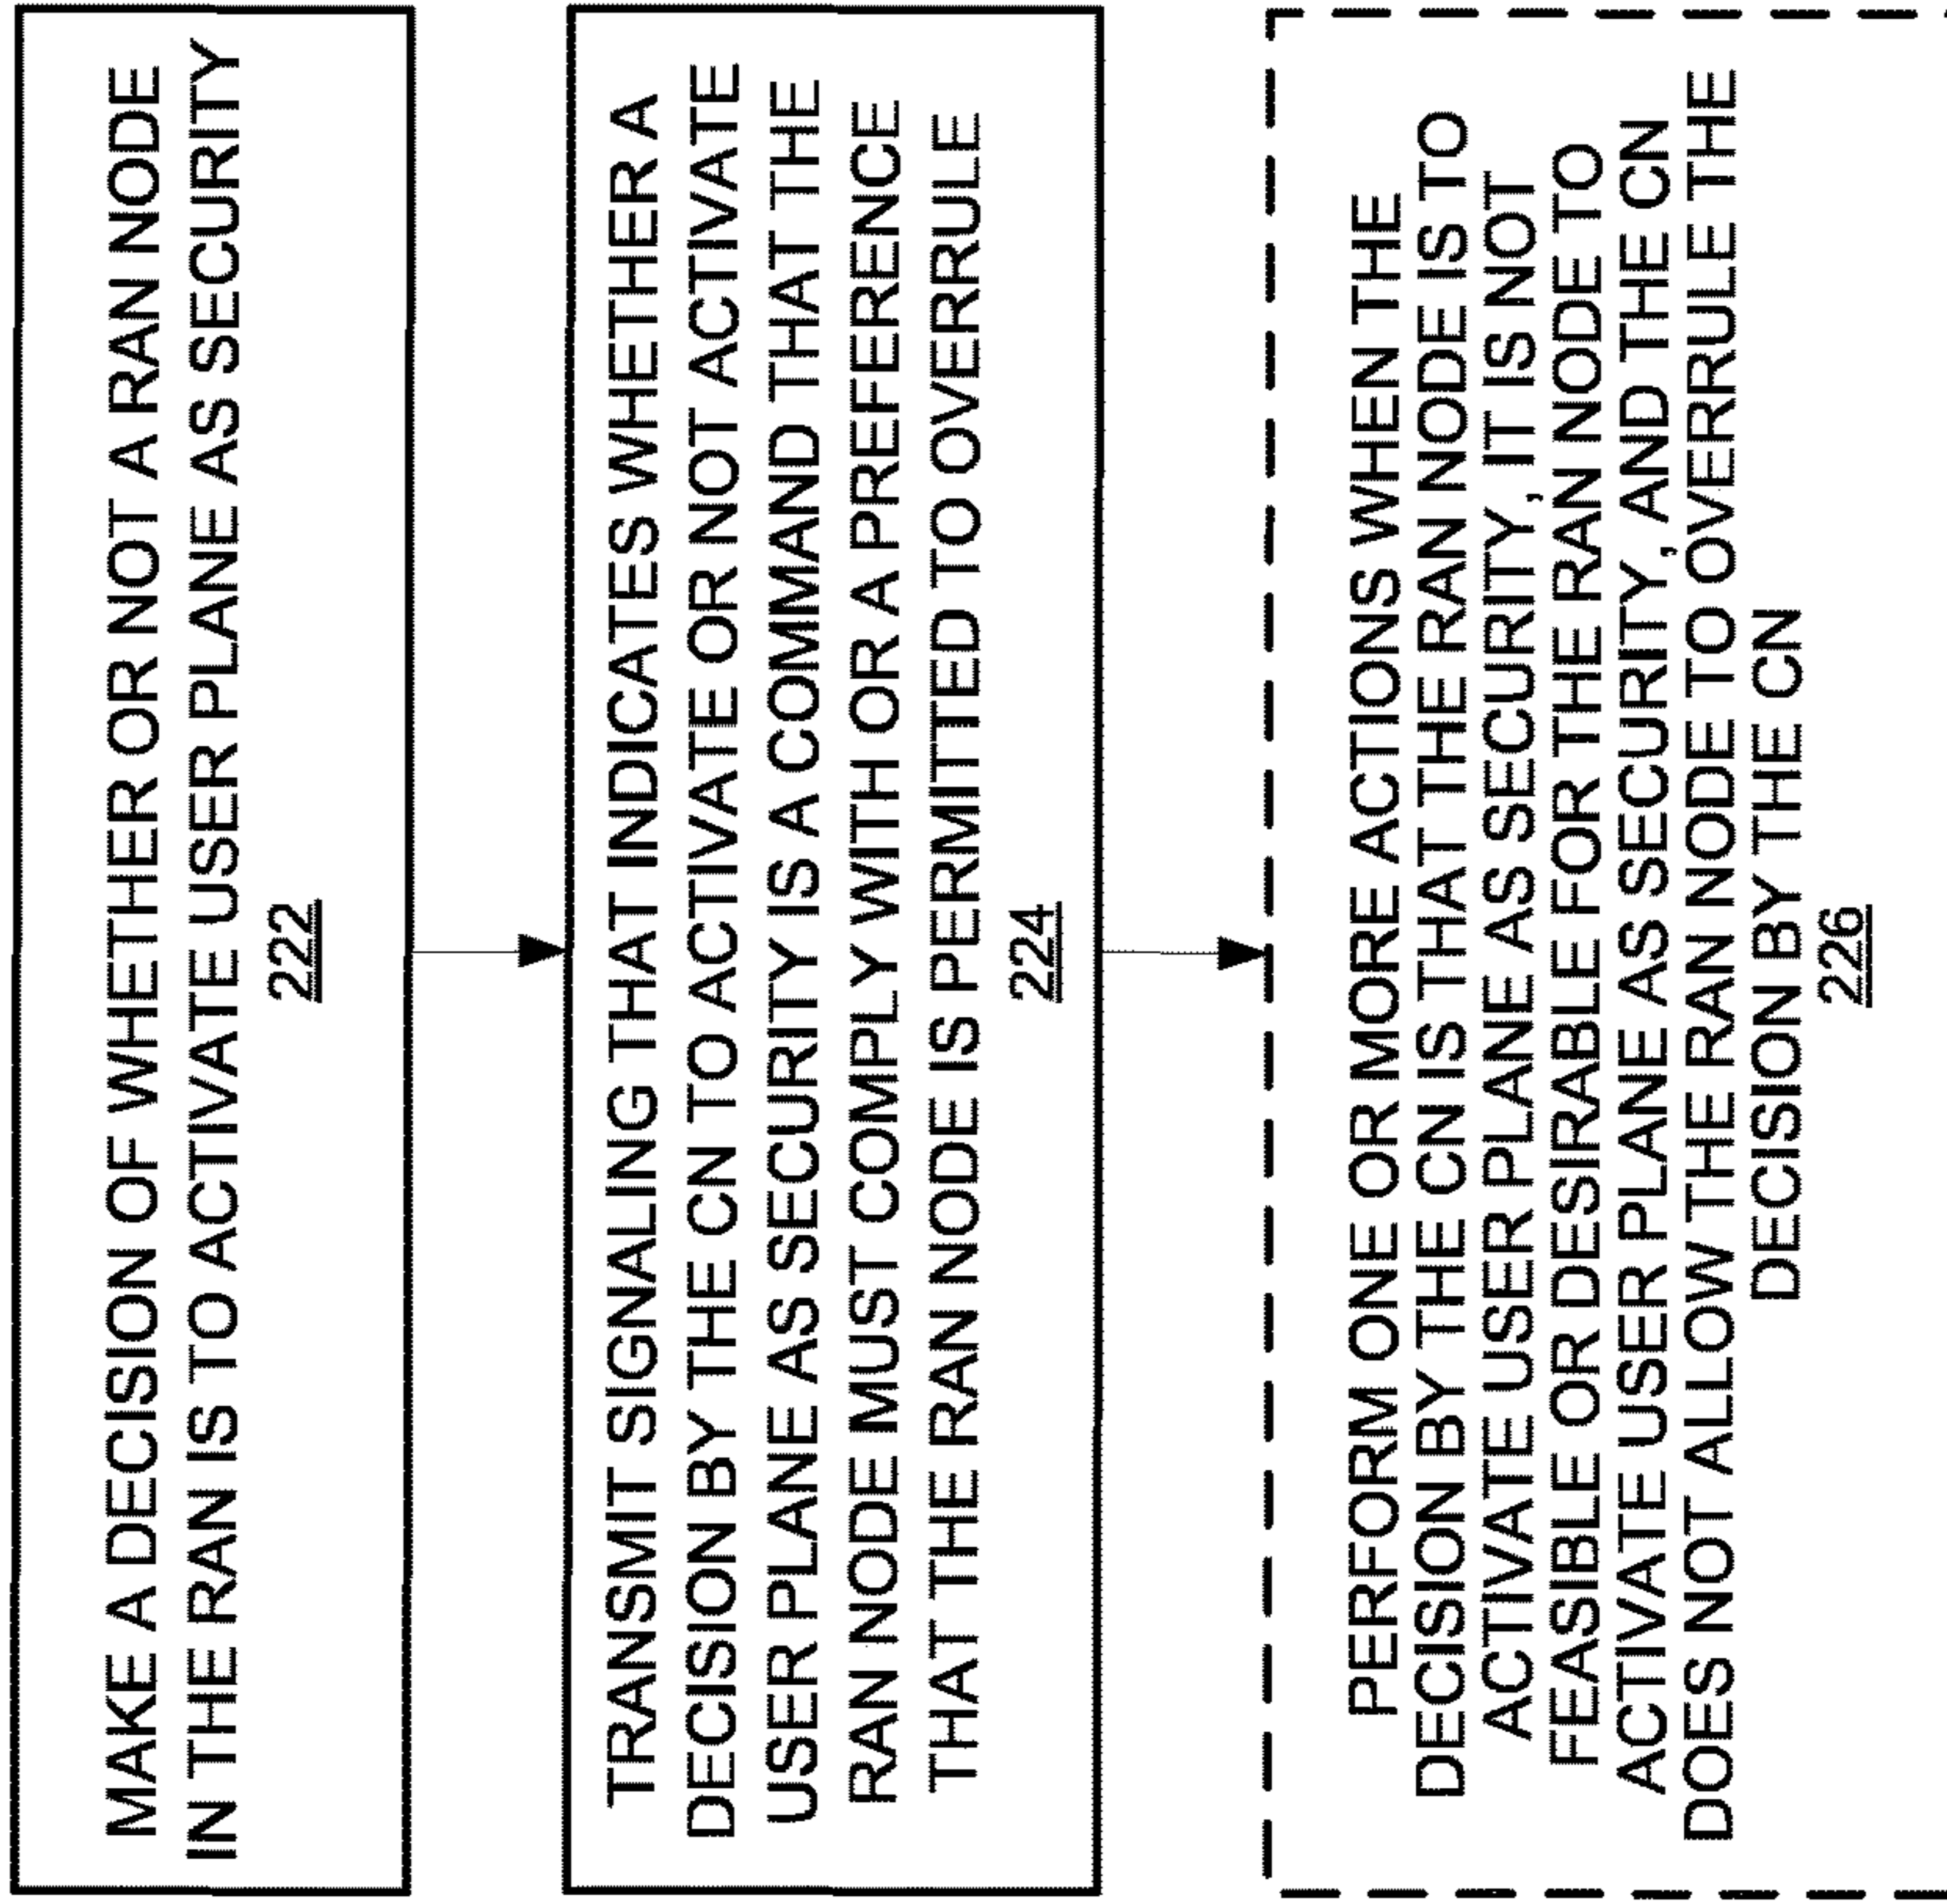 MAKE A DECISION OF WHETHER OR NOT A RAN NODE
IN THE RAN IS TO ACTIVATE USER PLANE AS SECURITY
222
TRANSMIT SIGNALING THAT INDICATES WHETHER A
DECISION BY THE CN TO ACTIVATE OR NOT ACTIVATE
USER PLANE AS SECURITY IS A COMMAND THAT THE
RAN NODE MUST COMPLY WITH OR A PREFERENCE
THAT THE RAN NODE IS PERMITTED TO OVERRULE
224
PERFORM ONE OR MORE ACTIONS WHEN THE
DECISION BY THE CN IS THAT THE RAN NODE IS TO
ACTIVATE USER PLANE AS SECURITY, IT IS NOT
FEASIBLE OR DESIRABLE FOR THE RAN NODE TO
ACTIVATE USER PLANE AS SECURITY, AND THE CN
DOES NOT ALLOW THE RAN NODE TO OVERRULE THE
DECISION BY THE CN
226